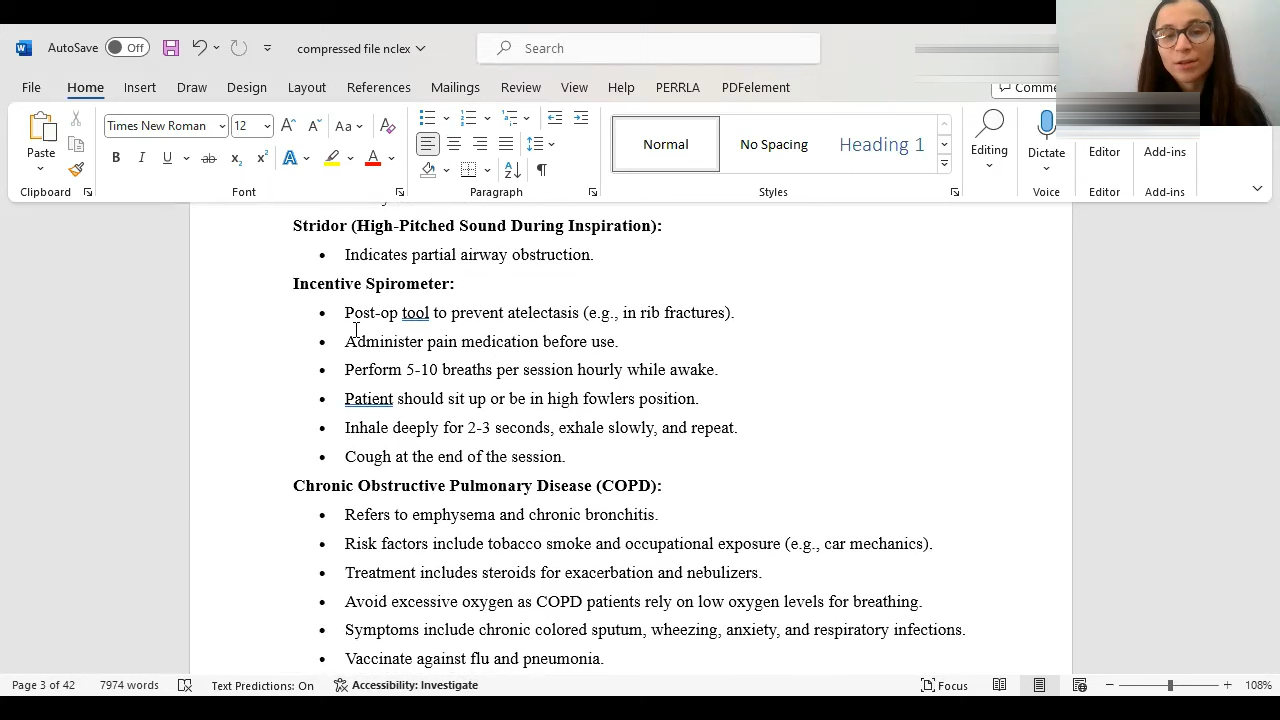 AutoSave Off compressed file nclex Search
File Home Insert Draw Design Layout References Mailings Review View Help PERRLA PDFelement
Paste Times New Roman 12 Aa A A Normal No Spacing Heading 1 Editing Dictate Editor Add-ins
Clipboard Font Paragraph Styles Voice Editor Add-ins
Stridor (High-Pitched Sound During Inspiration):
• Indicates partial airway obstruction.
Incentive Spirometer:
• Post-op tool to prevent atelectasis (e.g., in rib fractures).
• Administer pain medication before use.
• Perform 5-10 breaths per session hourly while awake.
• Patient should sit up or be in high fowlers position.
• Inhale deeply for 2-3 seconds, exhale slowly, and repeat.
• Cough at the end of the session.
Chronic Obstructive Pulmonary Disease (COPD):
• Refers to emphysema and chronic bronchitis.
• Risk factors include tobacco smoke and occupational exposure (e.g., car mechanics).
• Treatment includes steroids for exacerbation and nebulizers.
• Avoid excessive oxygen as COPD patients rely on low oxygen levels for breathing.
• Symptoms include chronic colored sputum, wheezing, anxiety, and respiratory infections.
• Vaccinate against flu and pneumonia.
Page 3 of 42 7974 words Text Predictions: On Accessibility: Investigate Focus 108%